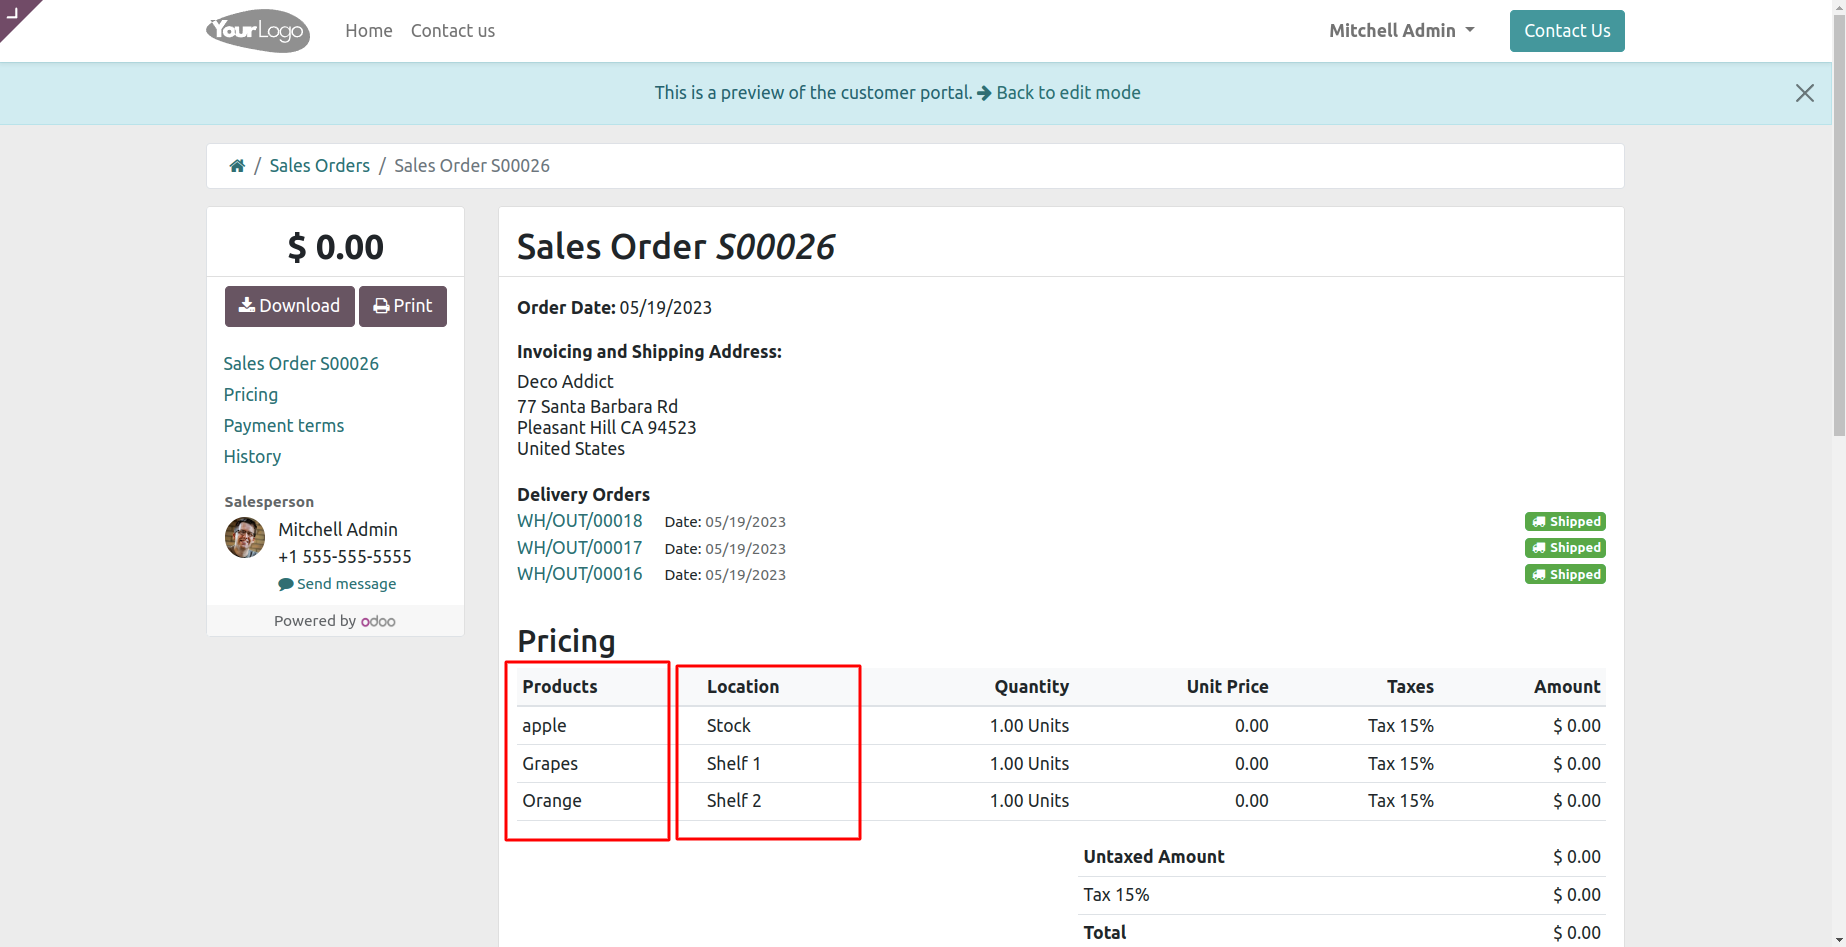 YourLogo Home Contact us Mitchell Admin Contact Us
This is a preview of the customer portal. Back to edit mode
/ Sales Orders / Sales Order S00026
$ 0.00
Download Print
Sales Order S00026
Pricing
Payment terms
History
Salesperson
Mitchell Admin
+1 555-555-5555
Send message
Powered by odoo
Sales Order S00026
Order Date: 05/19/2023
Invoicing and Shipping Address:
Deco Addict
77 Santa Barbara Rd
Pleasant Hill CA 94523
United States
Delivery Orders
WH/OUT/00018 Date: 05/19/2023 Shipped
WH/OUT/00017 Date: 05/19/2023 Shipped
WH/OUT/00016 Date: 05/19/2023 Shipped
Pricing
Products Location Quantity Unit Price Taxes Amount
apple Stock 1.00 Units 0.00 Tax 15% $ 0.00
Grapes Shelf 1 1.00 Units 0.00 Tax 15% $ 0.00
Orange Shelf 2 1.00 Units 0.00 Tax 15% $ 0.00
Untaxed Amount $ 0.00
Tax 15% $ 0.00
Total $ 0.00